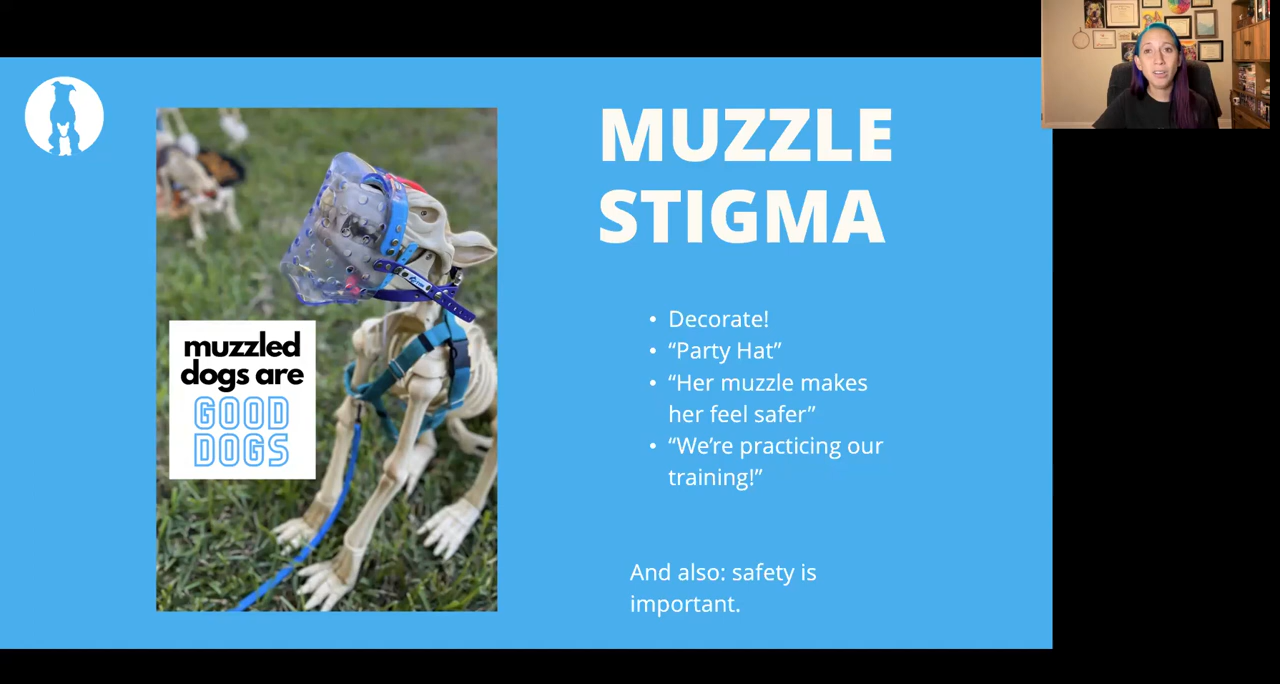 MUZZLE
STIGMA
muzzled
dogs are
GOOD
DOGS
• Decorate!
• “Party Hat”
• “Her muzzle makes
her feel safer”
• “We’re practicing our
training!”
And also: safety is
important.